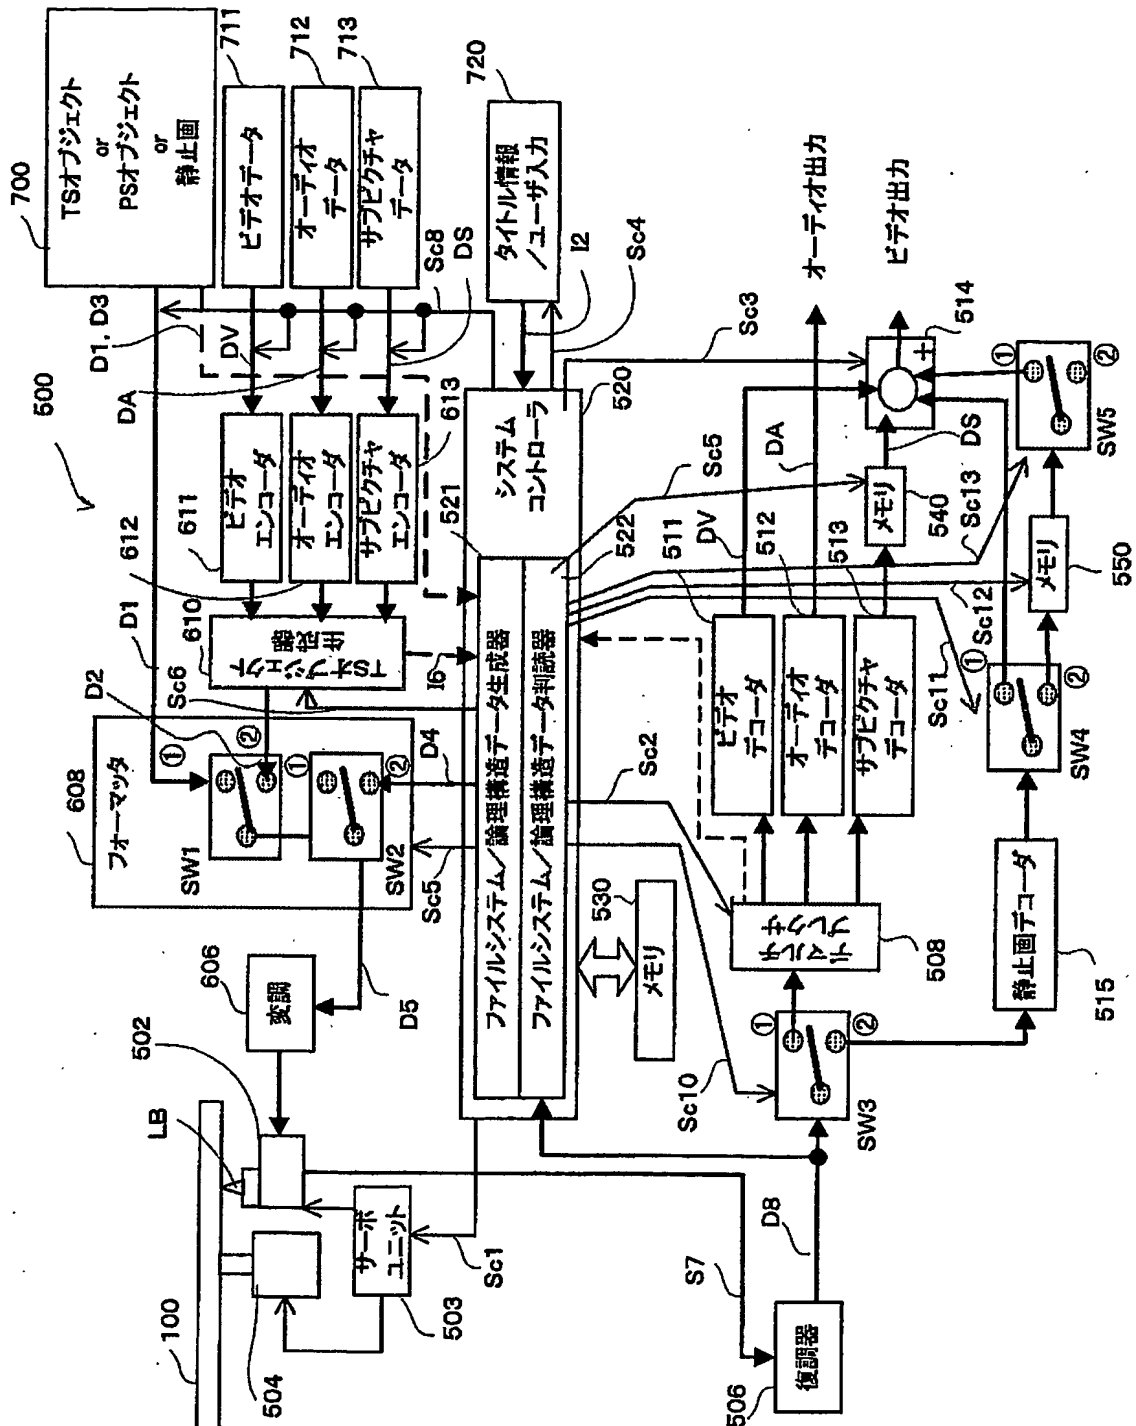 700
TSオブジェクト
or
PSオブジェクト
or
静止画
711
ビデオデータ
712
オーディオ
データ
713
サブピクチャ
データ
720
タイトル情報
/ユーザ入力
500
D1, D3
DV
DA
Sc8
DS
I2
Sc4
611
ビデオ
エンコーダ
612
オーディオ
エンコーダ
サブピクチャ
エンコーダ
613
D1
610
TSオブジェクト
生成器
I6
D2
Sc6
608
フォーマッタ
①
②
SW1
①
②
SW2
D4
Sc5
606
変調
D5
502
LB
100
504
サーボ
ユニット
503
Sc1
521
システム
コントローラ
520
ファイルシステム/論理構造データ生成器
ファイルシステム/論理構造データ判読器
522
530
メモリ
Sc3
Sc5
Sc2
Sc10
オーディオ出力
ビデオ出力
514
+
DV
DA
DS
511
ビデオ
デコーダ
512
オーディオ
デコーダ
513
サブピクチャ
デコーダ
メモリ
540
Sc13
Sc12
Sc11
①
②
SW5
メモリ
550
①
②
SW4
デマルチ
プレクサ
508
静止画デコーダ
515
①
②
SW3
S7
D8
復調器
506